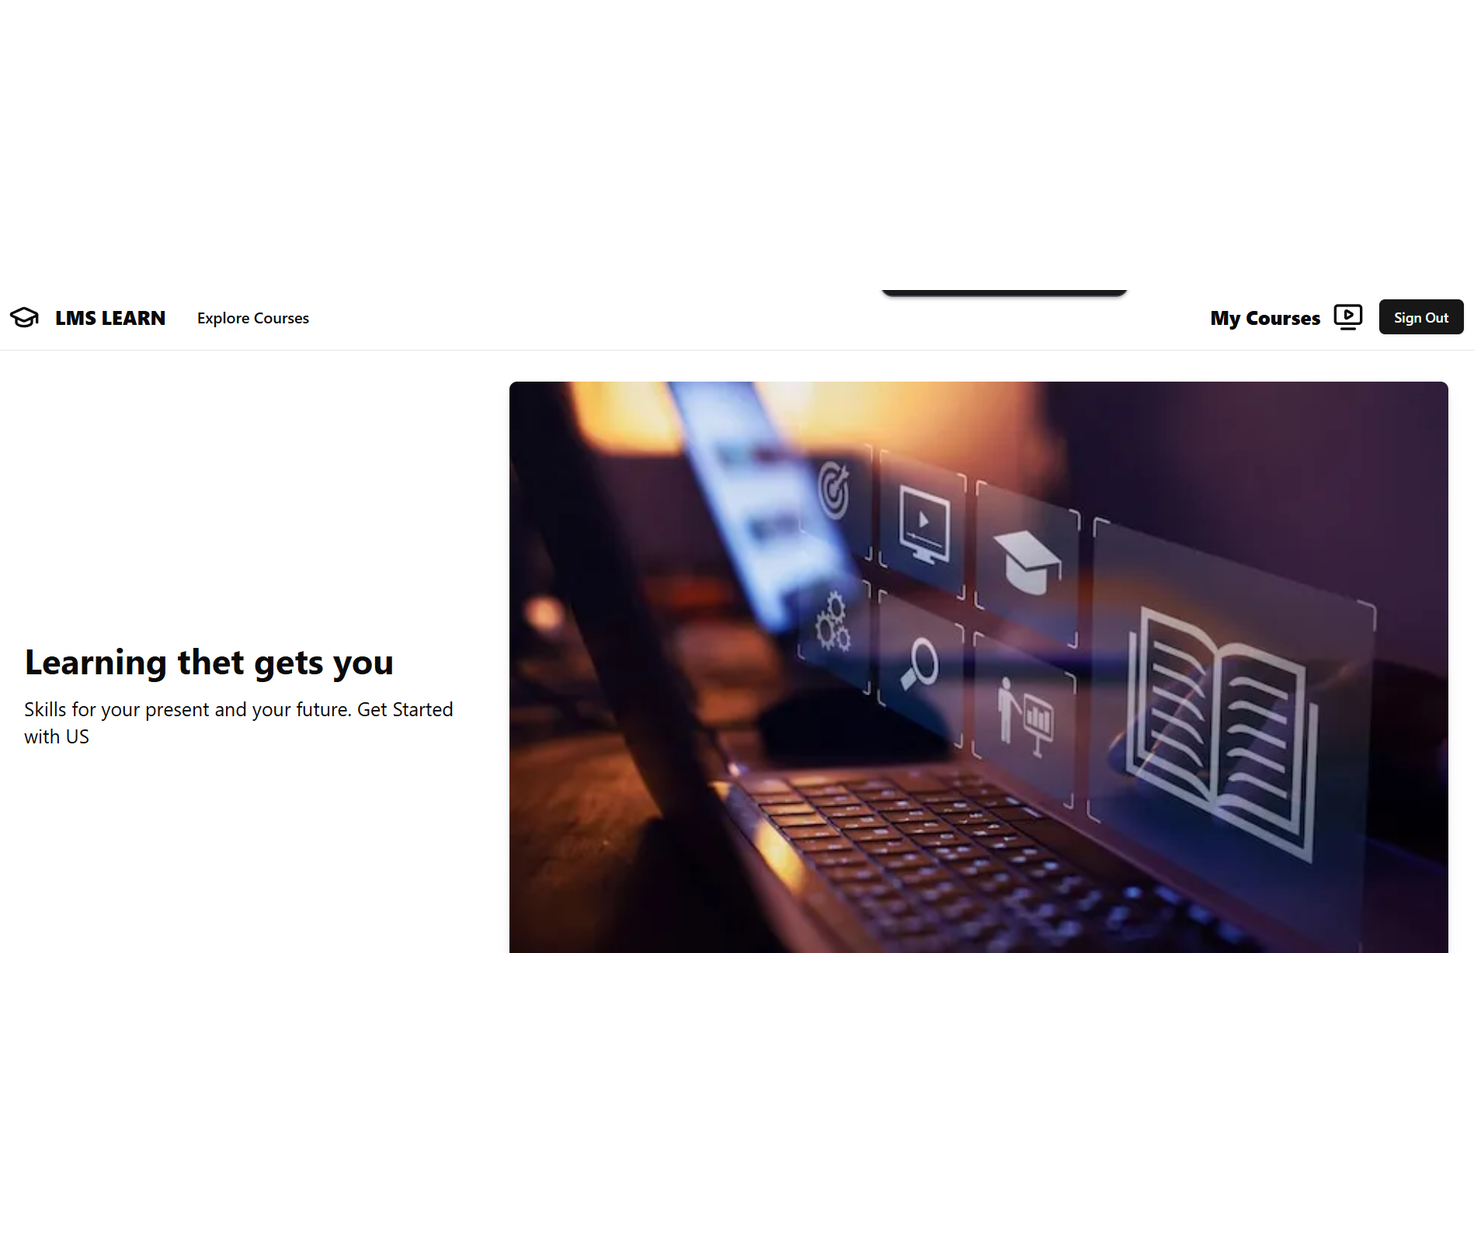 LMS LEARN Explore Courses My Courses Sign Out
Learning thet gets you
Skills for your present and your future. Get Started
with US